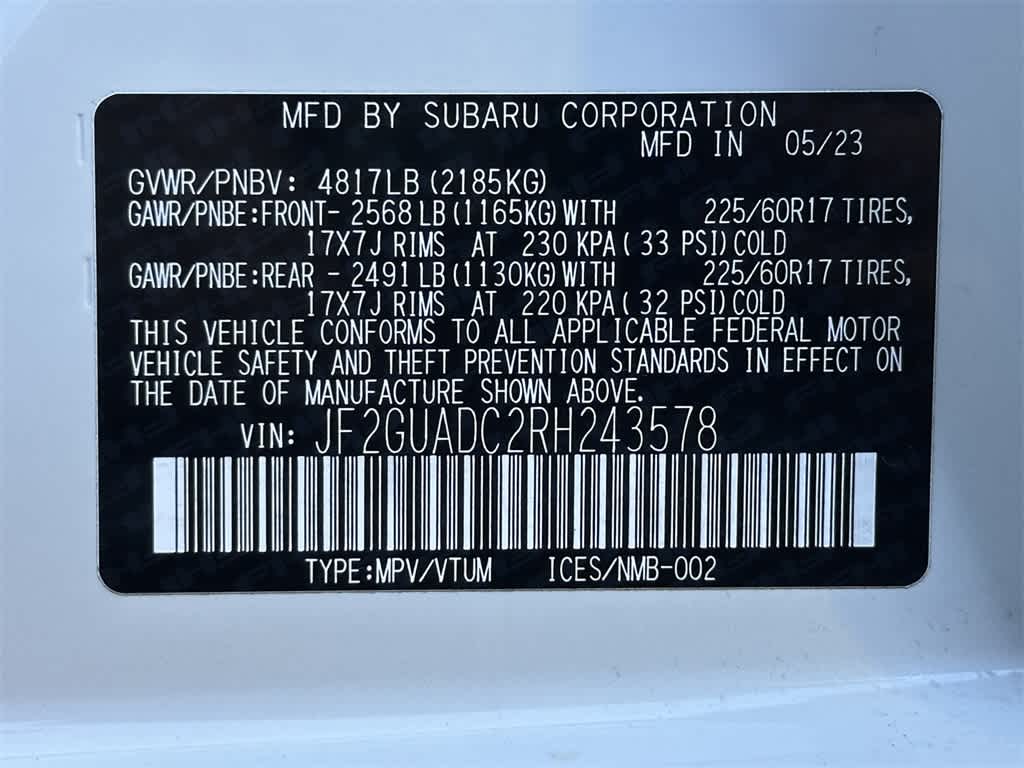 MFD BY SUBARU CORPORATION
MFD IN 05/23
GVWR/PNBV: 4817LB (2185KG)
GAWR/PNBE:FRONT- 2568 LB (1165KG) WITH 225/60R17 TIRES,
17X7J RIMS AT 230 KPA( 33 PSI) COLD
GAWR/PNBE:REAR - 2491 LB (1130KG) WITH 225/60R17 TIRES,
17X7J RIMS AT 220 KPA( 32 PSI) COLD
THIS VEHICLE CONFORMS TO ALL APPLICABLE FEDERAL MOTOR
VEHICLE SAFETY AND THEFT PREVENTION STANDARDS IN EFFECT ON
THE DATE OF MANUFACTURE SHOWN ABOVE.
VIN: JF2GUADC2RH243578
TYPE:MPV/VTUM ICES/NMB-002